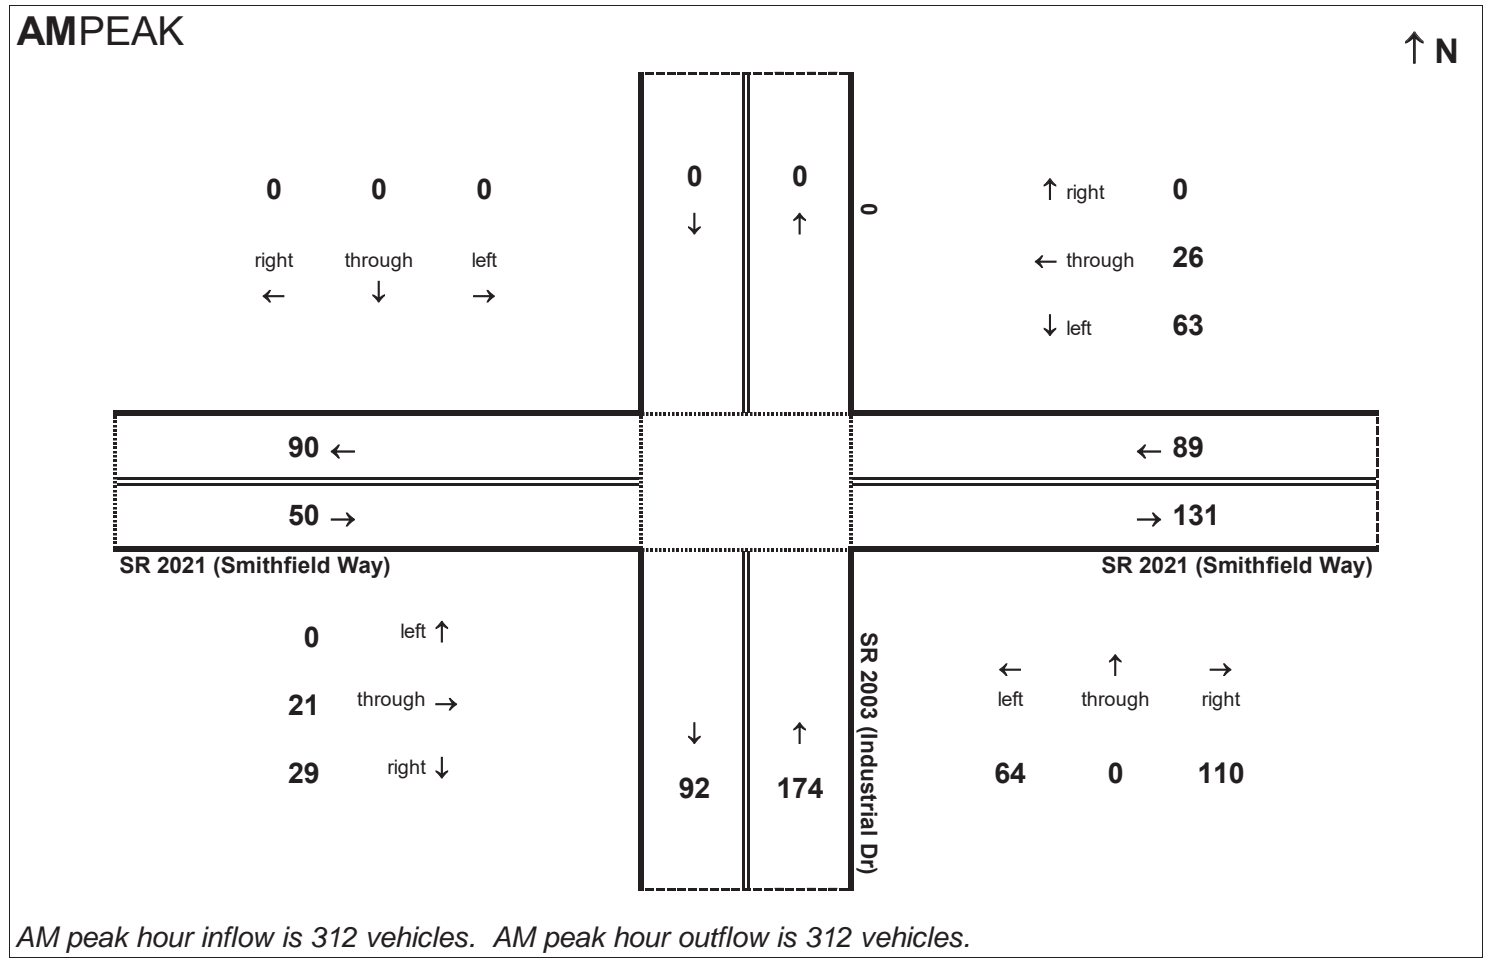 AMPEAK
↑ N
0 0 0
right through left
← ↓ →
0 0
↓ ↑
0
↑ right 0
← through 26
↓ left 63
90 ←
50 →
← 89
→ 131
SR 2021 (Smithfield Way)
SR 2021 (Smithfield Way)
0 left ↑
21 through →
29 right ↓
↓ ↑
92 174
SR 2003 (Industrial Dr)
← ↑ →
left through right
64 0 110
AM peak hour inflow is 312 vehicles. AM peak hour outflow is 312 vehicles.